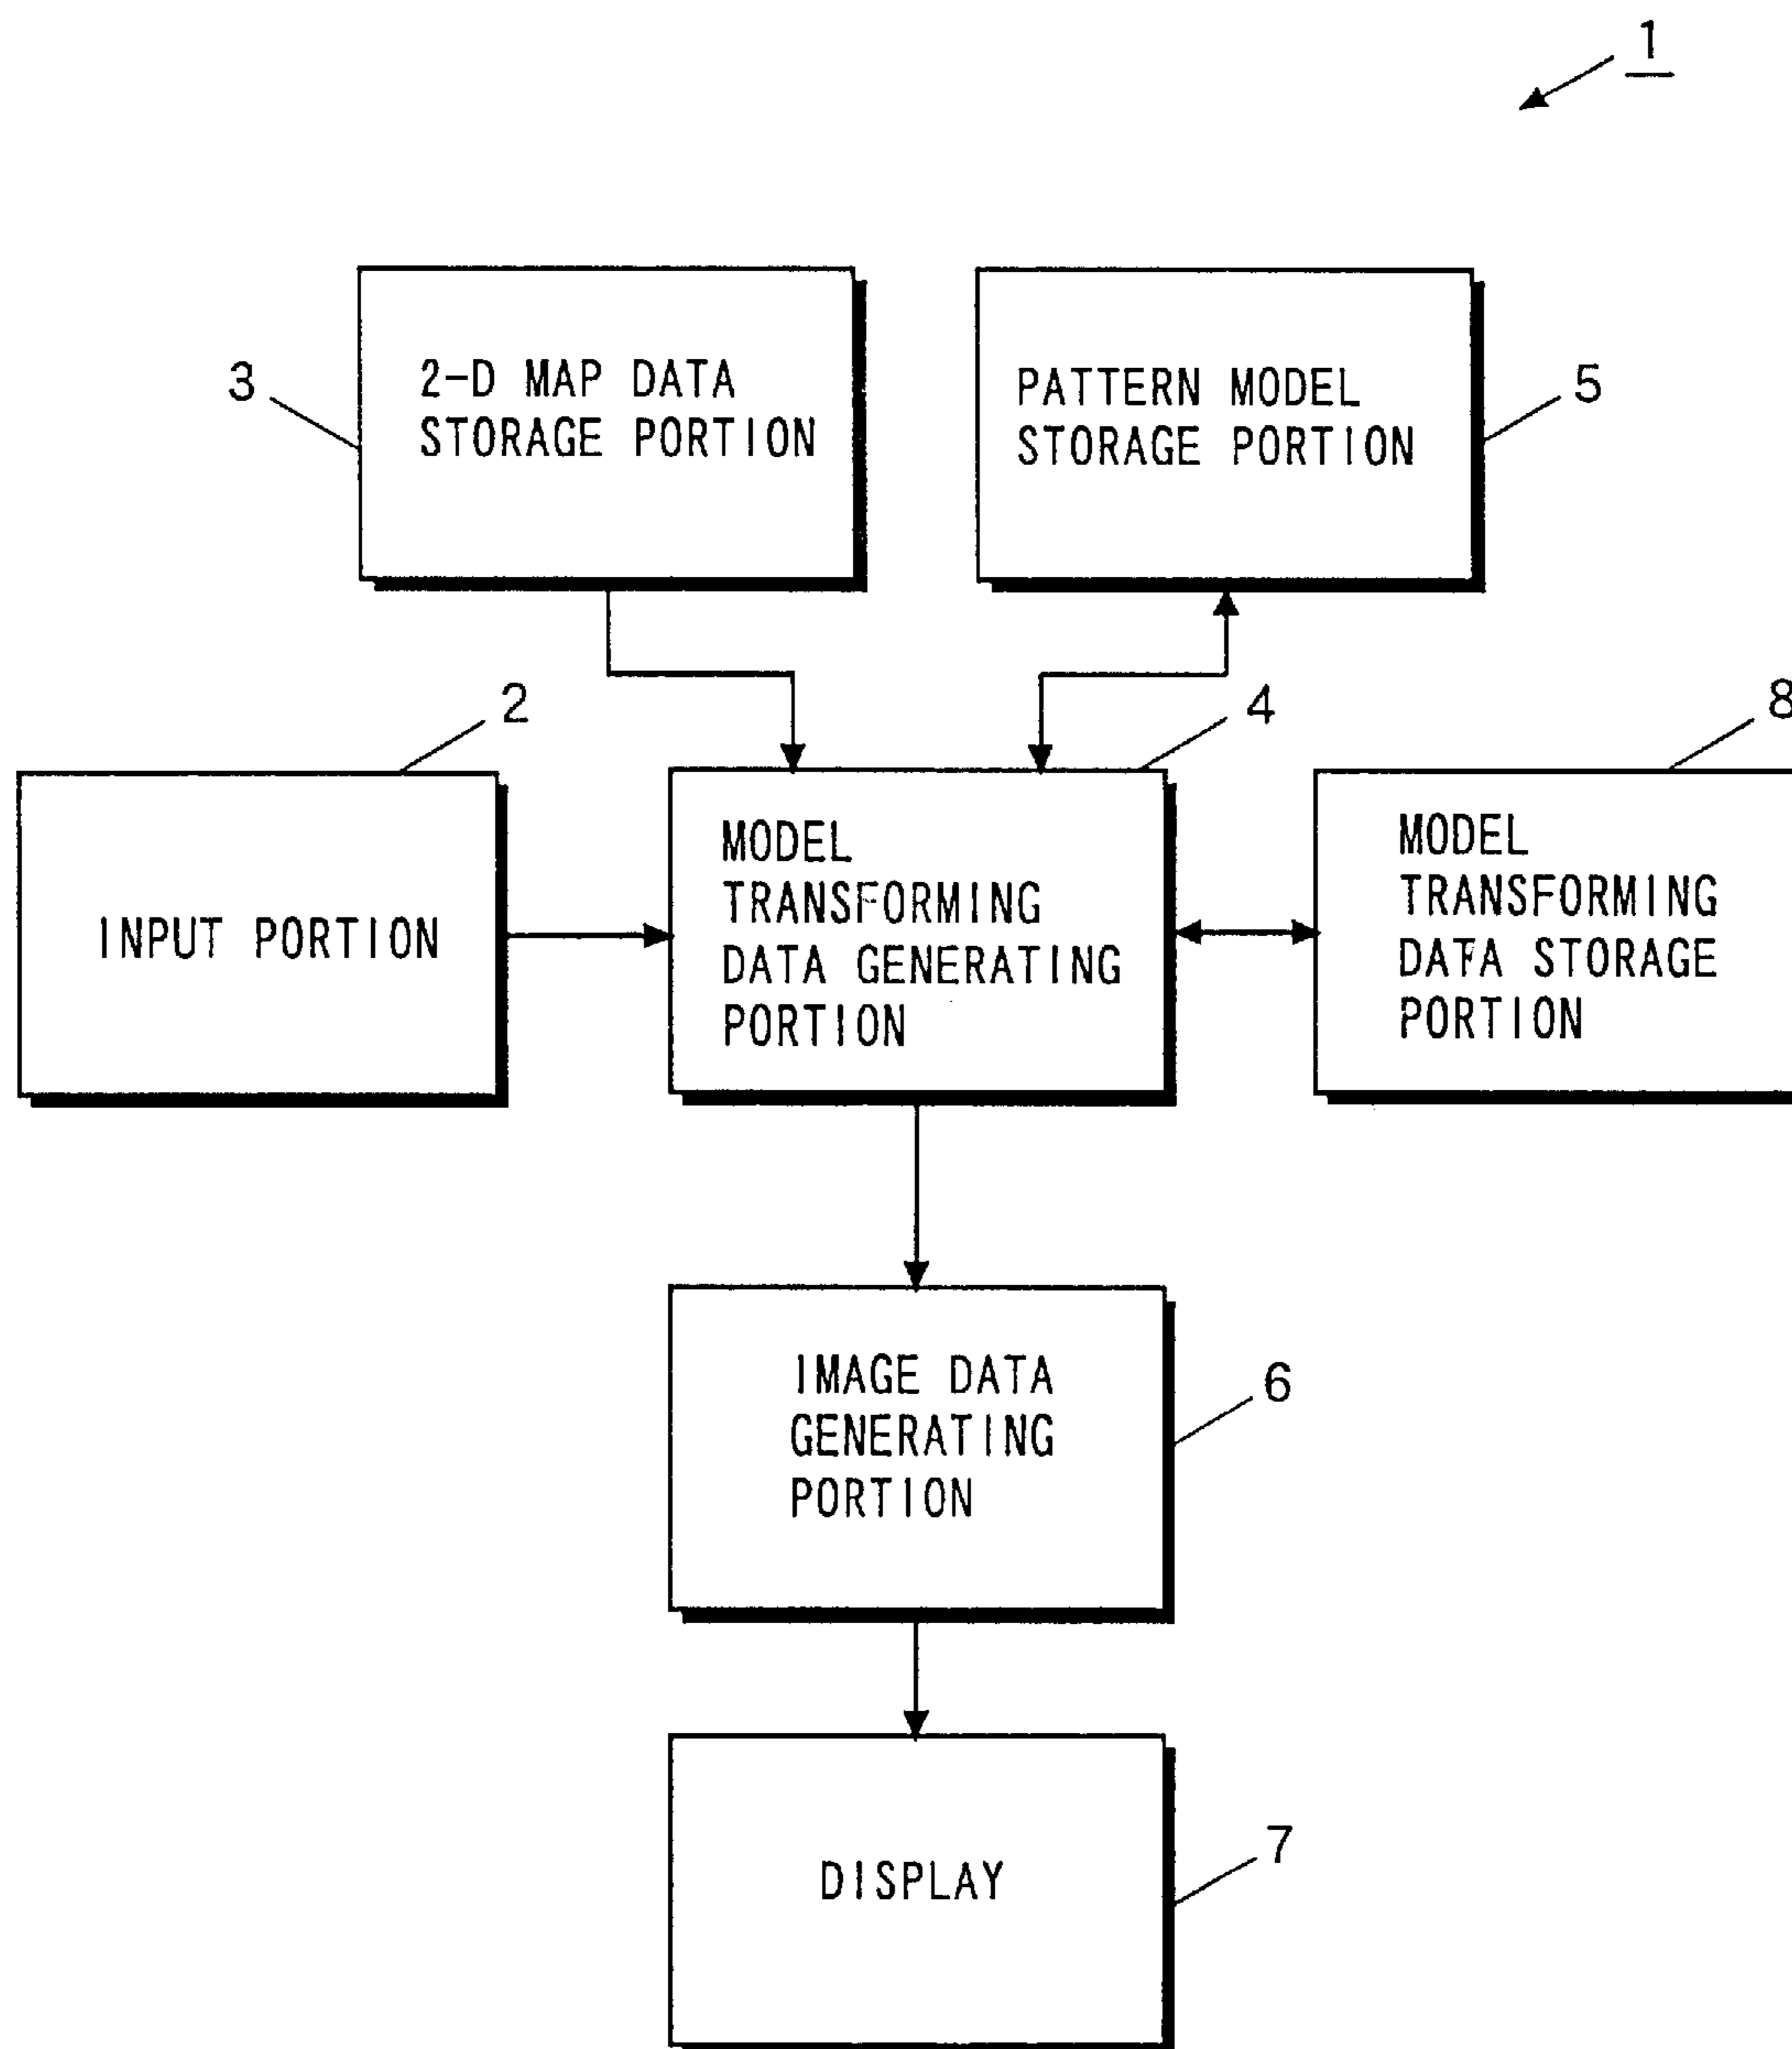 1
2-D MAP DATA
STORAGE PORTION
3
PATTERN MODEL
STORAGE PORTION
5
2
4
8
INPUT PORTION
MODEL
TRANSFORMING
DATA GENERATING
PORTION
MODEL
TRANSFORMING
DATA STORAGE
PORTION
IMAGE DATA
GENERATING
PORTION
6
DISPLAY
7